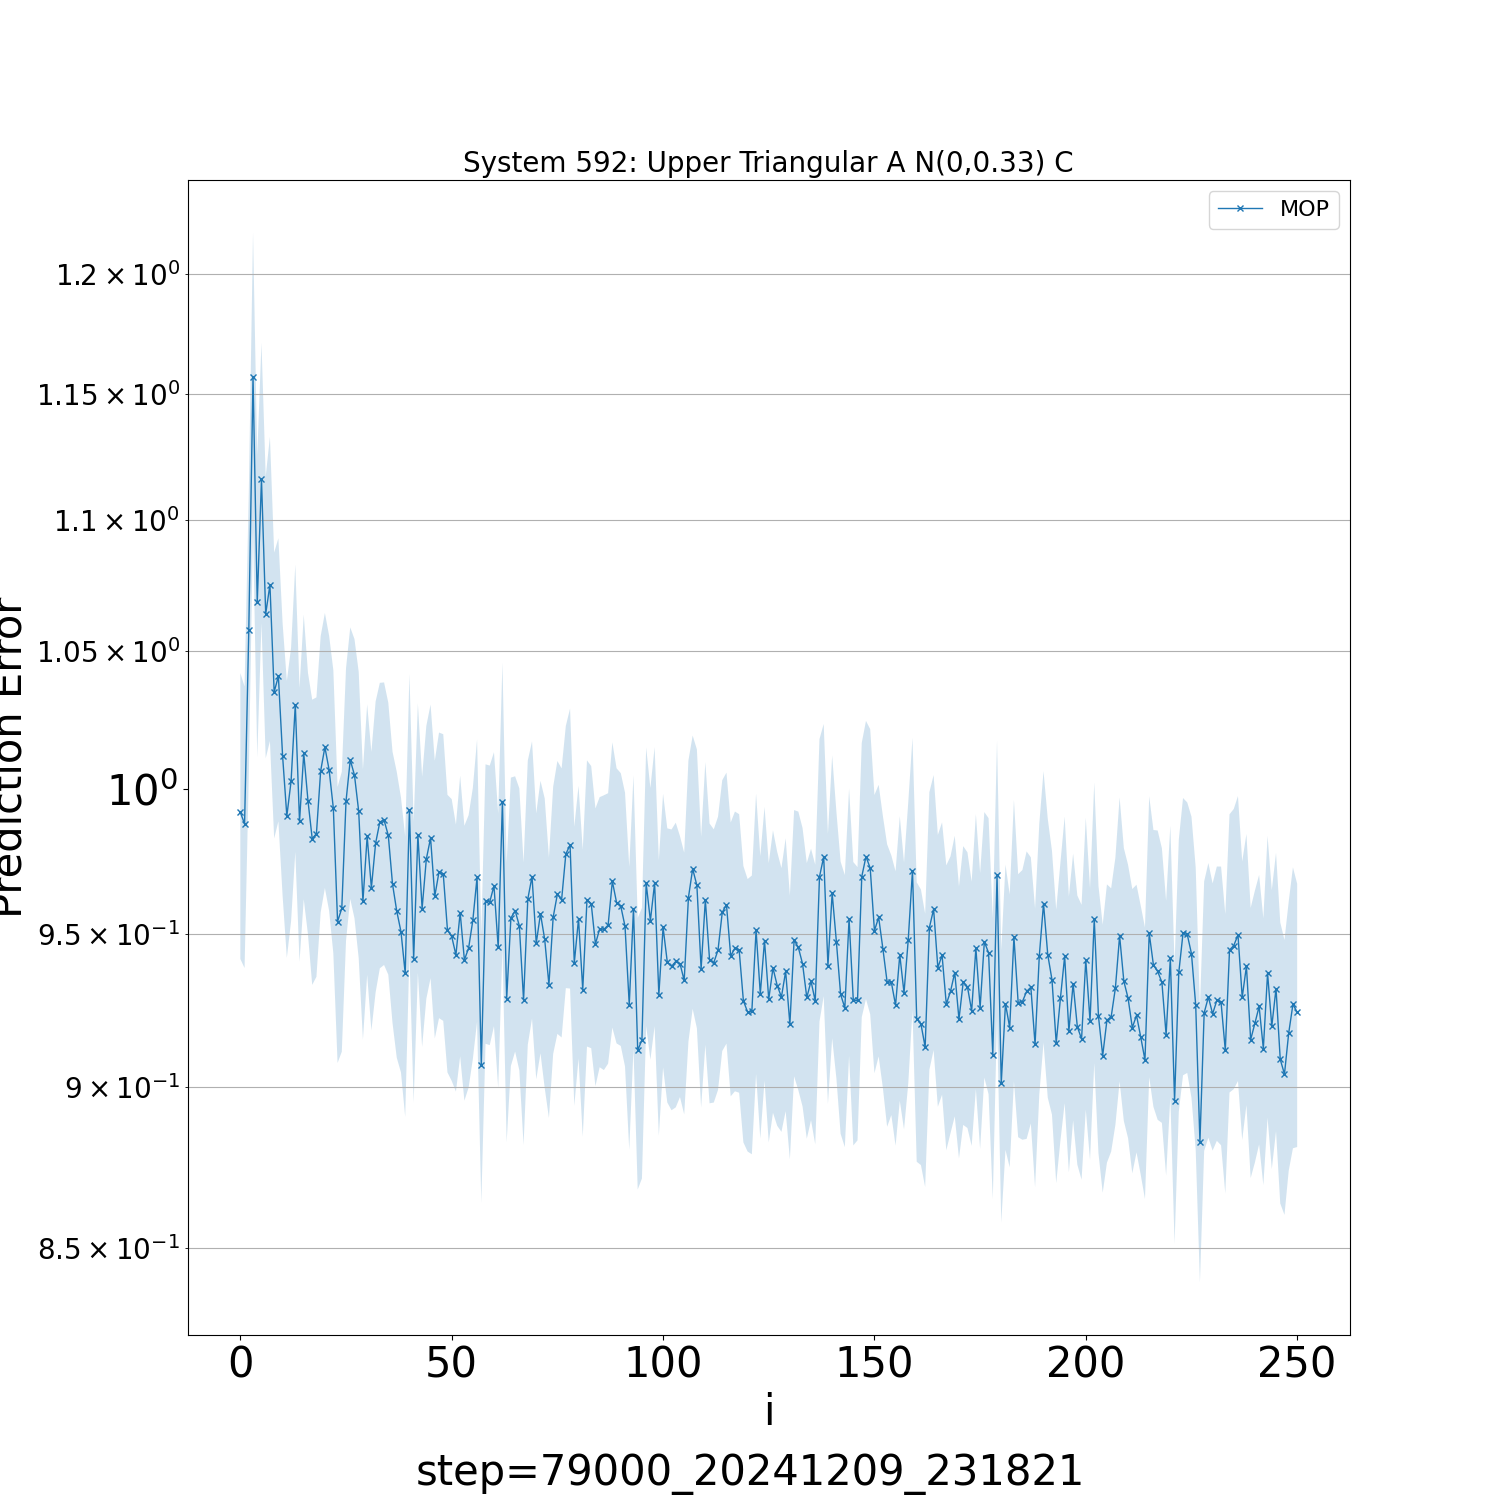 System 592: Upper Triangular A N(0,0.33) C
MOP
1.2 × 10⁰
1.15 × 10⁰
1.1 × 10⁰
1.05 × 10⁰
10⁰
9.5 × 10⁻¹
9 × 10⁻¹
8.5 × 10⁻¹
Prediction Error
0 50 100 150 200 250
i
step=79000_20241209_231821